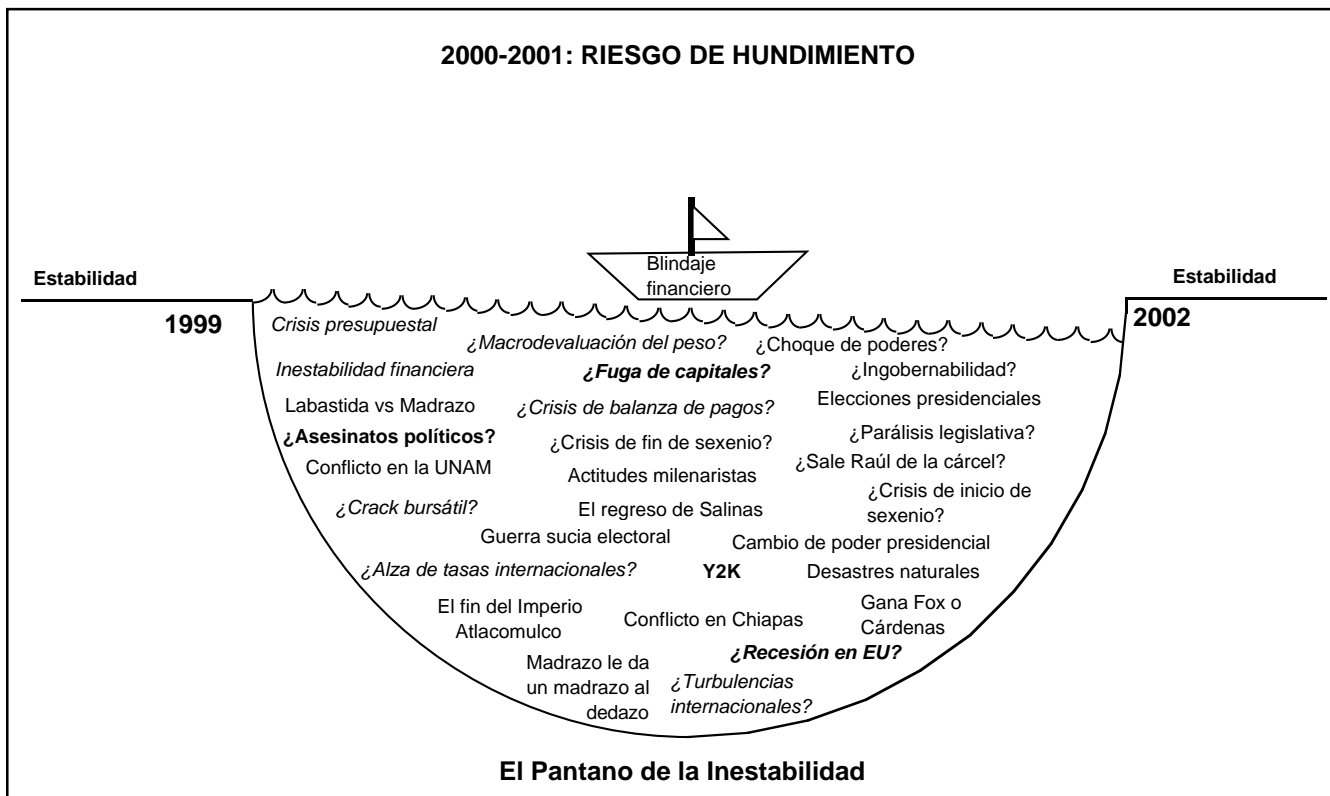 2000-2001: RIESGO DE HUNDIMIENTO
Blindaje
financiero
Estabilidad
Estabilidad
1999
2002
Crisis presupuestal
¿Macrodevaluación del peso?
¿Choque de poderes?
Inestabilidad financiera
¿Fuga de capitales?
¿Ingobernabilidad?
Labastida vs Madrazo
¿Crisis de balanza de pagos?
Elecciones presidenciales
¿Asesinatos políticos?
¿Crisis de fin de sexenio?
¿Parálisis legislativa?
Conflicto en la UNAM
Actitudes milenaristas
¿Sale Raúl de la cárcel?
¿Crack bursátil?
El regreso de Salinas
¿Crisis de inicio de
sexenio?
Guerra sucia electoral
Cambio de poder presidencial
¿Alza de tasas internacionales?
Y2K
Desastres naturales
El fin del Imperio
Atlacomulco
Conflicto en Chiapas
Gana Fox o
Cárdenas
¿Recesión en EU?
Madrazo le da
un madrazo al
dedazo
¿Turbulencias
internacionales?
El Pantano de la Inestabilidad